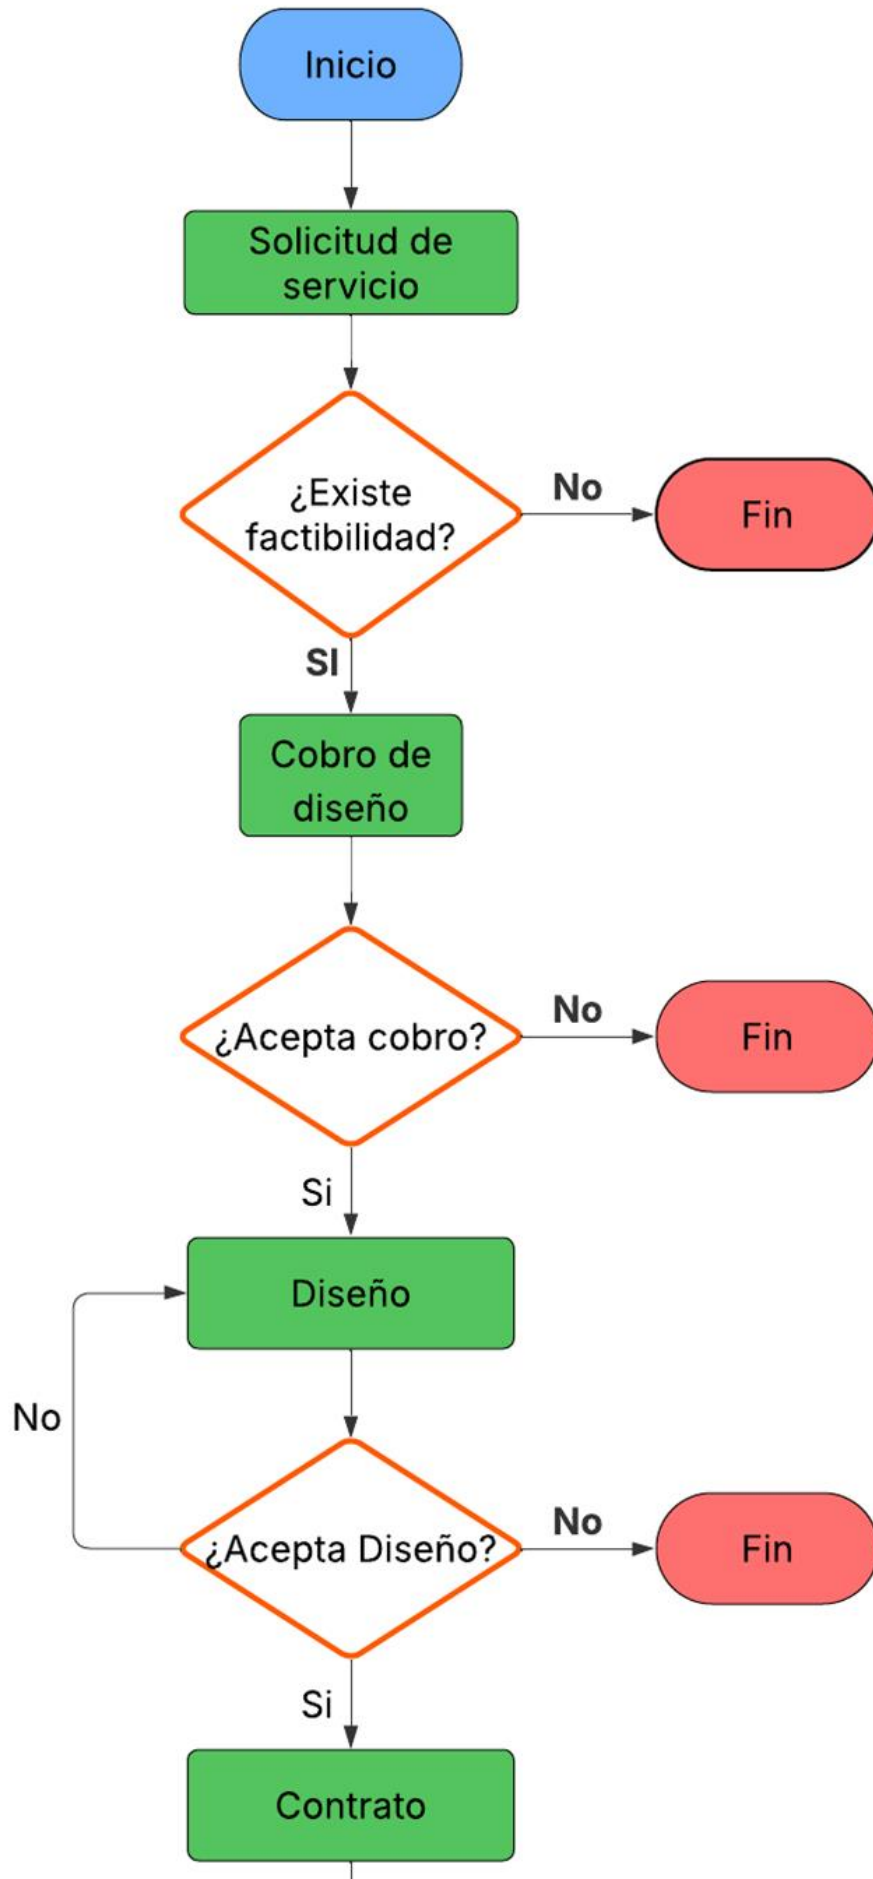 Inicio
Solicitud de
servicio
¿Existe
factibilidad?
No
Fin
SI
Cobro de
diseño
¿Acepta cobro?
No
Fin
Si
Diseño
No
¿Acepta Diseño?
No
Fin
Si
Contrato